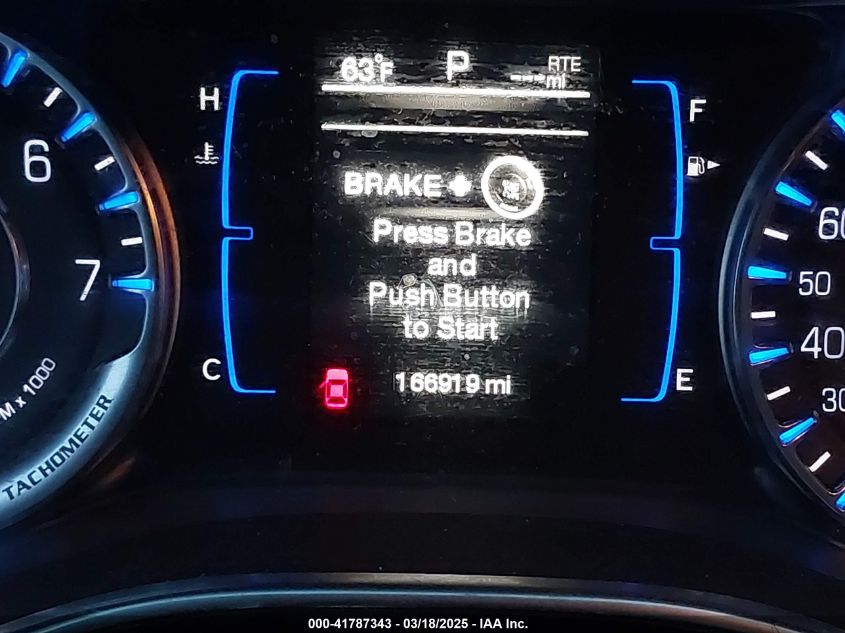 63°F P RTE
---mi
H
F
6
BRAKE +
60
Press Brake
and
7
50
Push Button
to Start
40
C
166919 mi
E
30
M x 1000
TACHOMETER
000-41787343 - 03/18/2025 - IAA Inc.